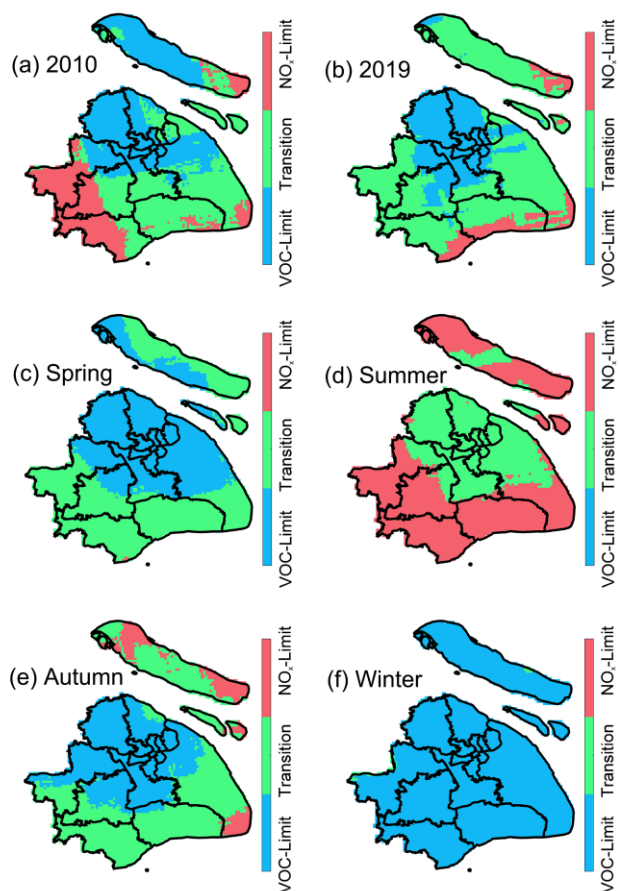 (a) 2010
VOC-Limit Transition NOₓ-Limit
(b) 2019
VOC-Limit Transition NOₓ-Limit
(c) Spring
VOC-Limit Transition NOₓ-Limit
(d) Summer
VOC-Limit Transition NOₓ-Limit
(e) Autumn
VOC-Limit Transition NOₓ-Limit
(f) Winter
VOC-Limit Transition NOₓ-Limit